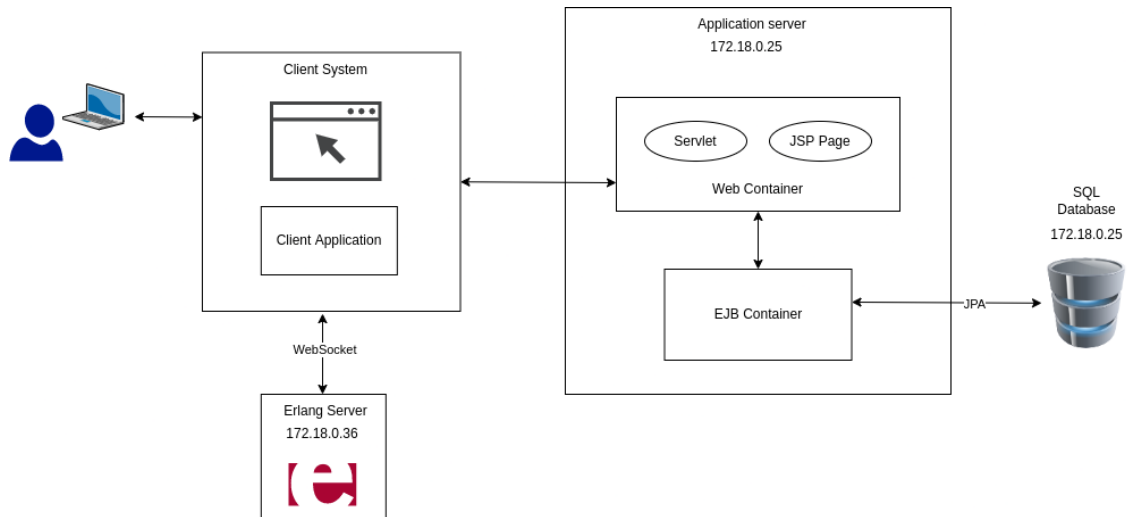 Application server
172.18.0.25
Client System
Servlet
JSP Page
Web Container
Client Application
EJB Container
JPA
SQL
Database
172.18.0.25
WebSocket
Erlang Server
172.18.0.36
e